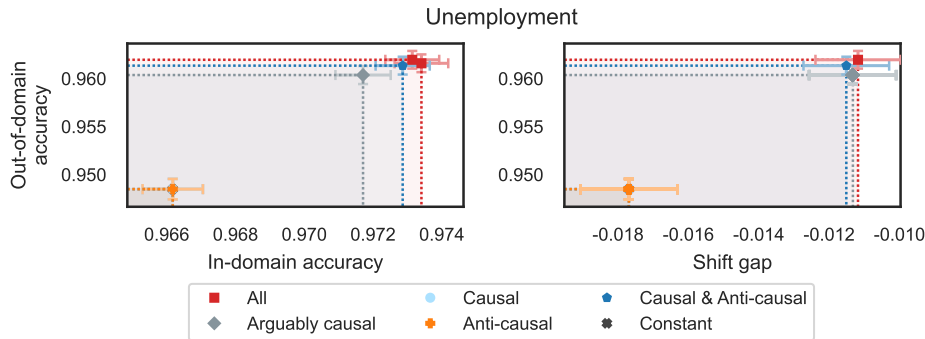 Unemployment
Out-of-domain
accuracy
0.960
0.955
0.950
0.966 0.968 0.970 0.972 0.974
In-domain accuracy
0.960
0.955
0.950
-0.018 -0.016 -0.014 -0.012 -0.010
Shift gap
All Causal Causal & Anti-causal
Arguably causal Anti-causal Constant